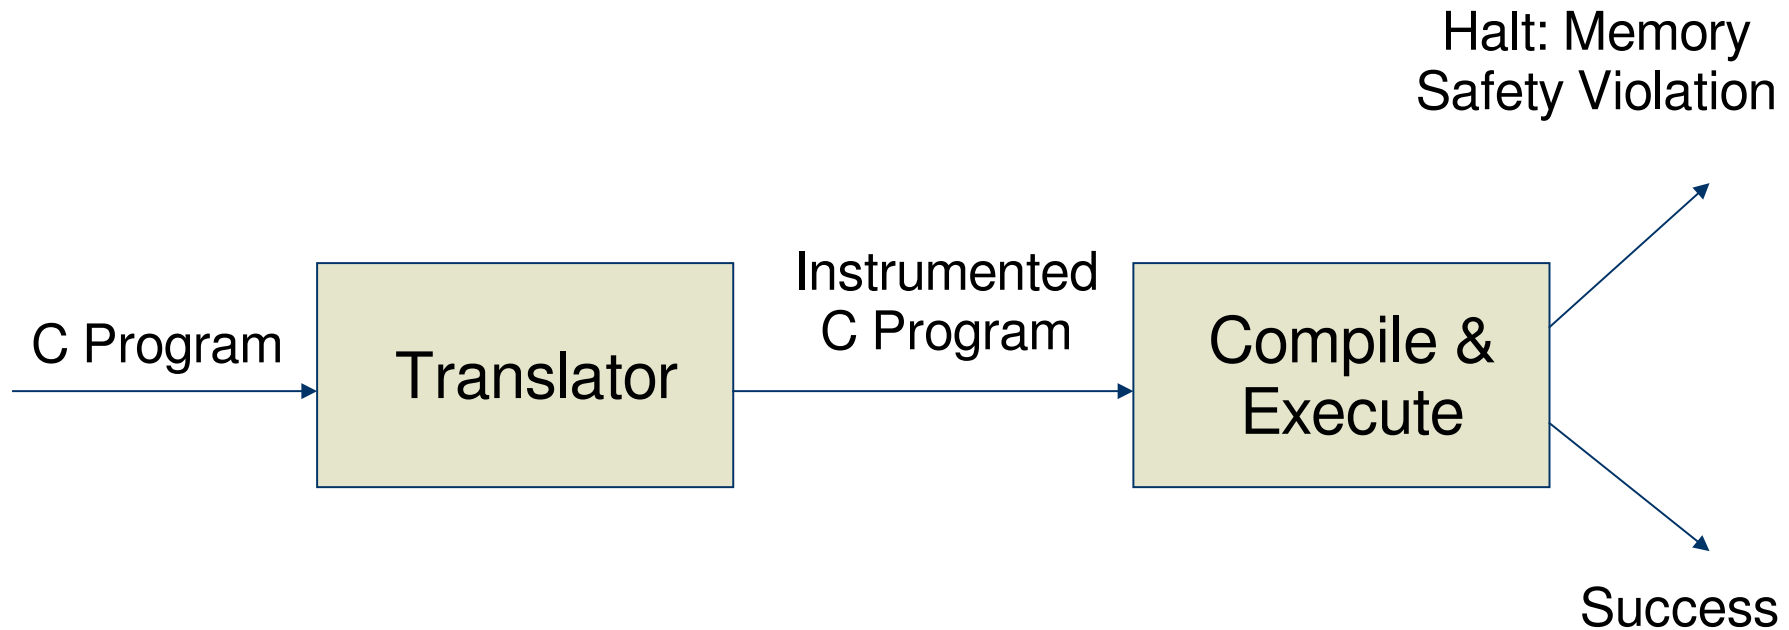 Halt: Memory
Safety Violation
C Program
Translator
Instrumented
C Program
Compile &
Execute
Success